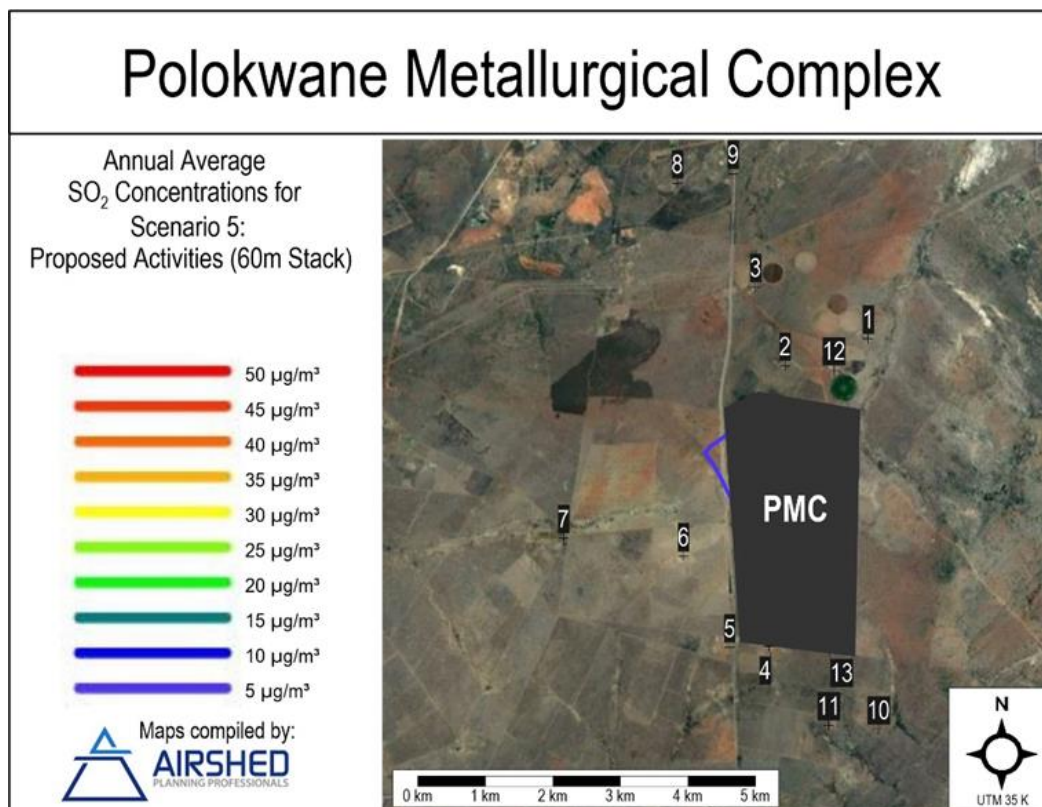 Polokwane Metallurgical Complex
Annual Average
SO₂ Concentrations for
Scenario 5:
Proposed Activities (60m Stack)
50 µg/m³
45 µg/m³
40 µg/m³
35 µg/m³
30 µg/m³
25 µg/m³
20 µg/m³
15 µg/m³
10 µg/m³
5 µg/m³
Maps compiled by:
AIRSHED
PLANNING PROFESSIONALS
9
8
3
1
2
12
PMC
7
6
5
4
13
11
10
N
UTM 35 K
0 km 1 km 2 km 3 km 4 km 5 km